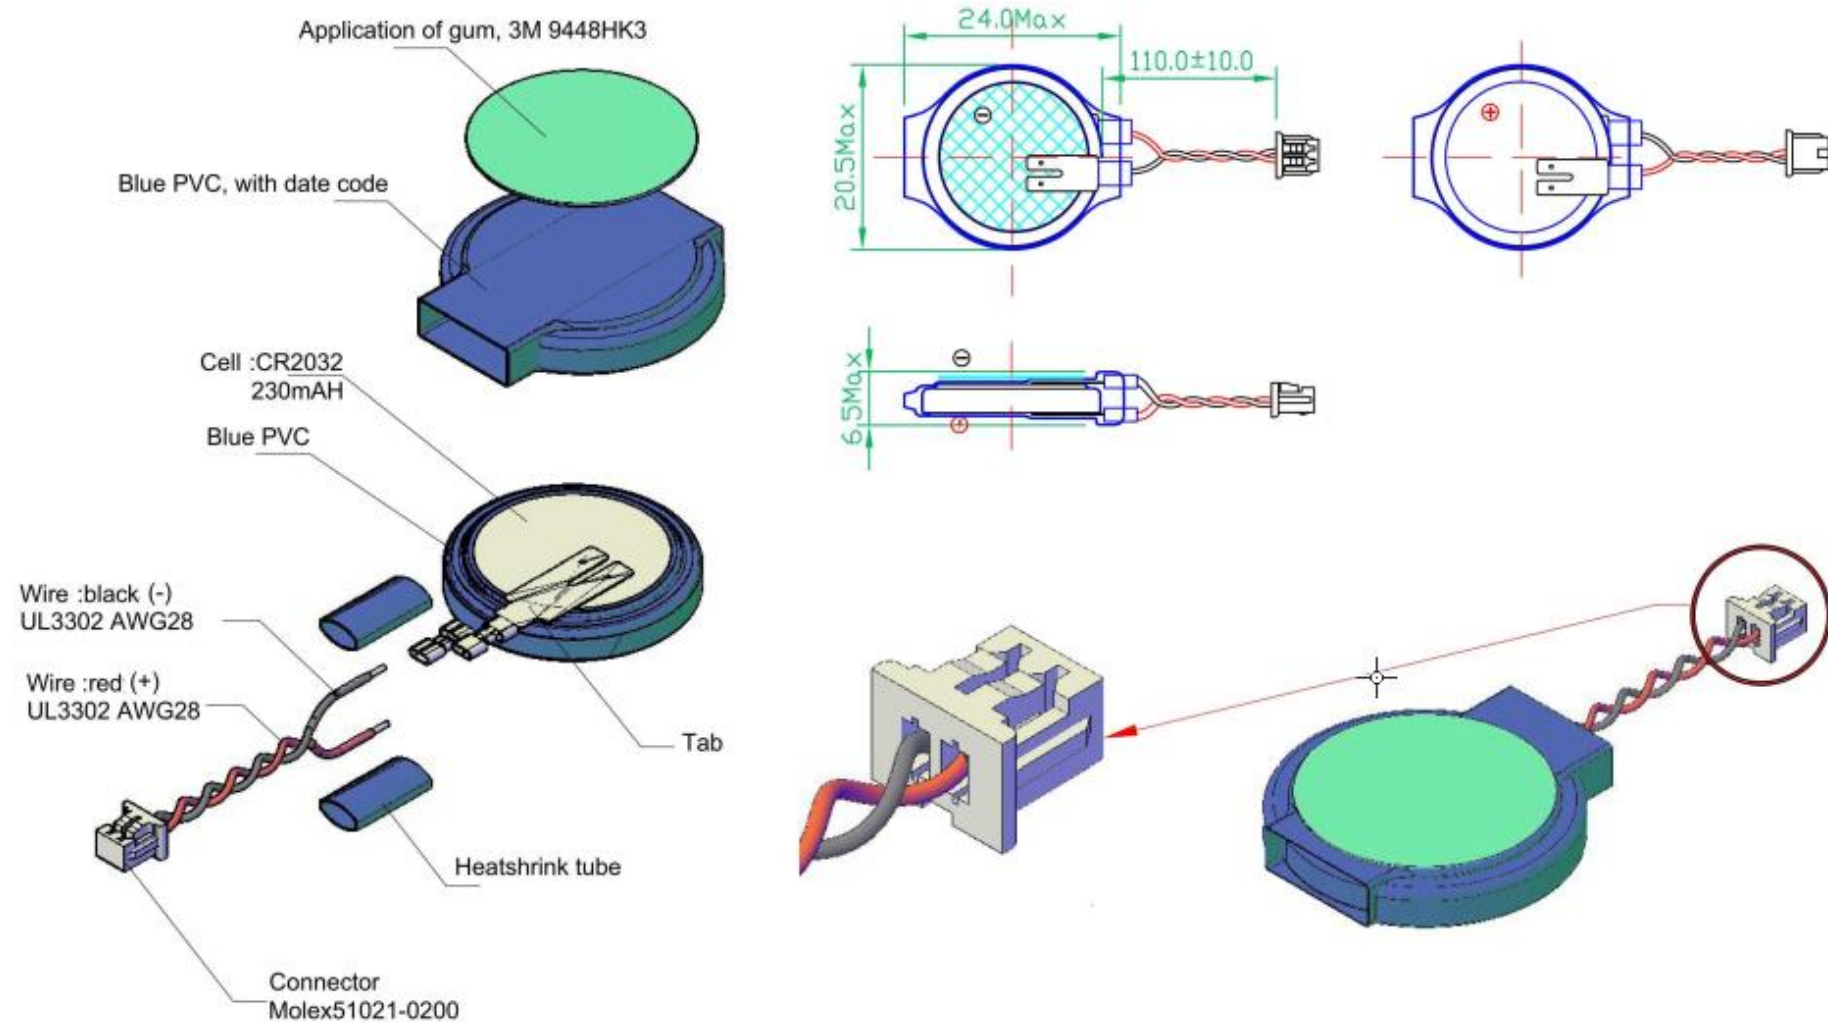 Application of gum, 3M 9448HK3
Blue PVC, with date code
Cell :CR2032
230mAH
Blue PVC
Wire :black (-)
UL3302 AWG28
Wire :red (+)
UL3302 AWG28
Tab
Heatshrink tube
Connector
Molex51021-0200
24.0Max
110.0±10.0
20.5Max
⊖
⊕
⊖
6,5Max
⊕